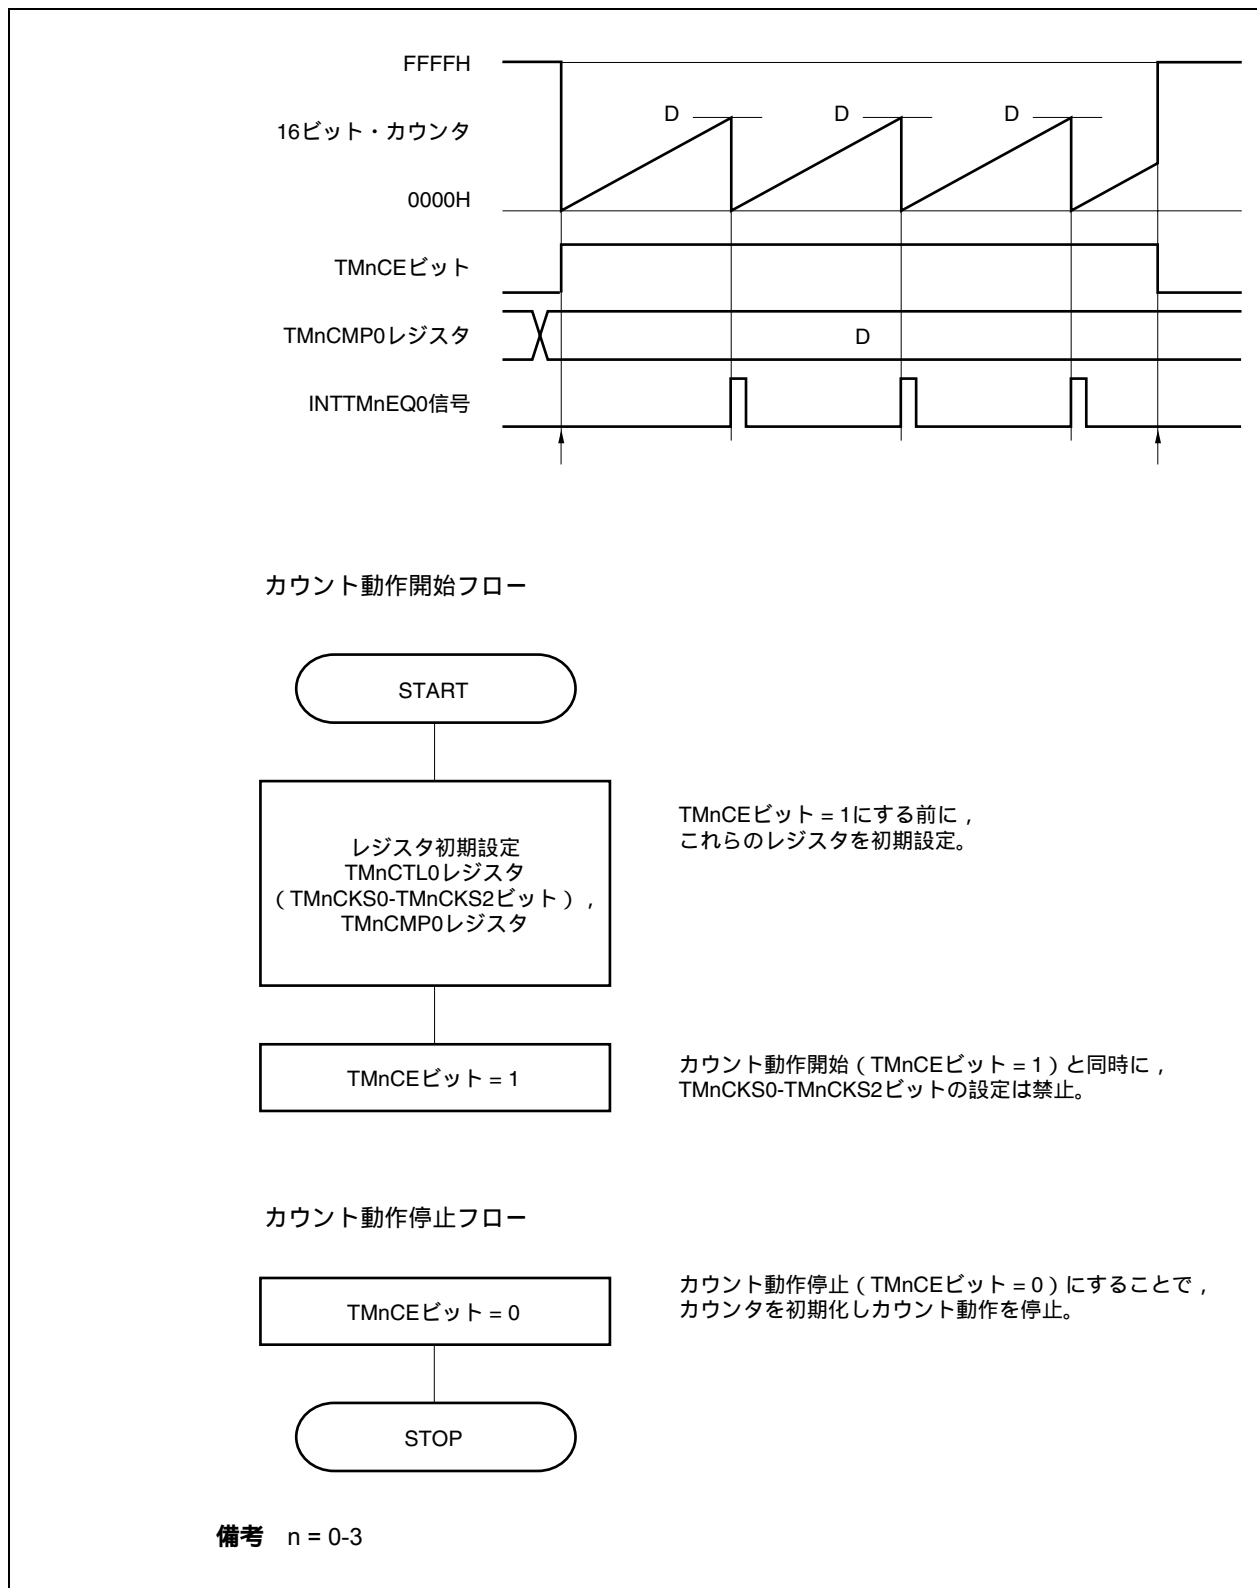 FFFFH
D D D
16ビット・カウンタ
0000H
TMnCEビット
TMnCMP0レジスタ D
INTTMnEQ0信号
カウント動作開始フロー
START
レジスタ初期設定
TMnCTL0レジスタ
（TMnCKS0-TMnCKS2ビット），
TMnCMP0レジスタ
TMnCEビット = 1にする前に，
これらのレジスタを初期設定。
TMnCEビット = 1
カウント動作開始（TMnCEビット = 1）と同時に，
TMnCKS0-TMnCKS2ビットの設定は禁止。
カウント動作停止フロー
TMnCEビット = 0
カウント動作停止（TMnCEビット = 0）にすることで，
カウンタを初期化しカウント動作を停止。
STOP
備考 n = 0-3